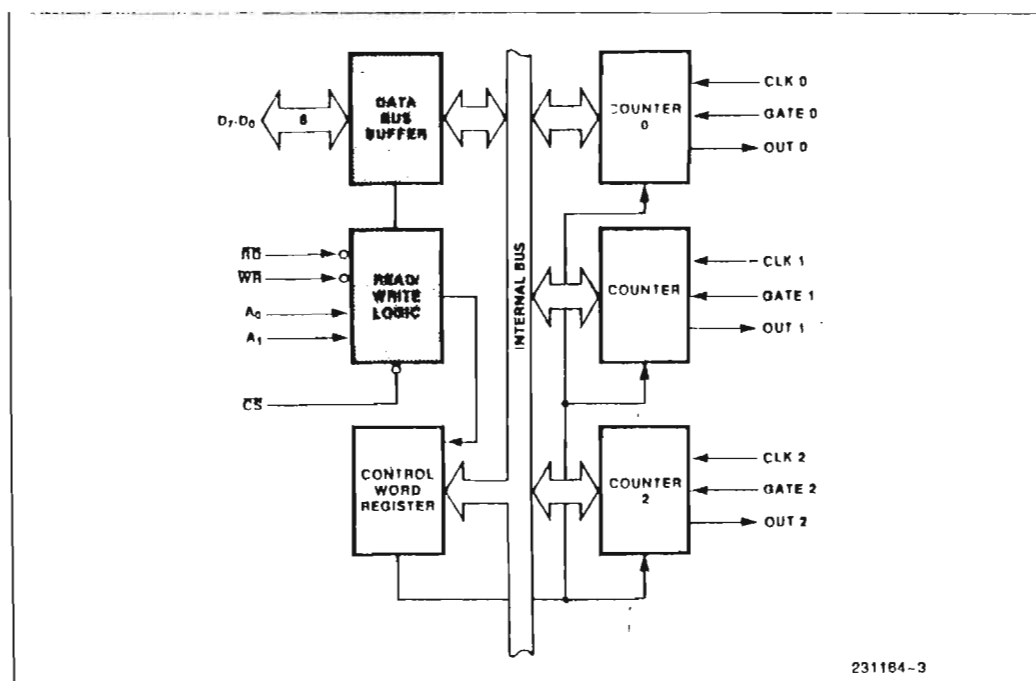 D7-D0
8
DATA
BUS
BUFFER
COUNTER
0
CLK 0
GATE 0
OUT 0
RD
WR
A0
A1
CS
READ/
WRITE
LOGIC
INTERNAL BUS
COUNTER
CLK 1
GATE 1
OUT 1
CONTROL
WORD
REGISTER
COUNTER
2
CLK 2
GATE 2
OUT 2
231164-3